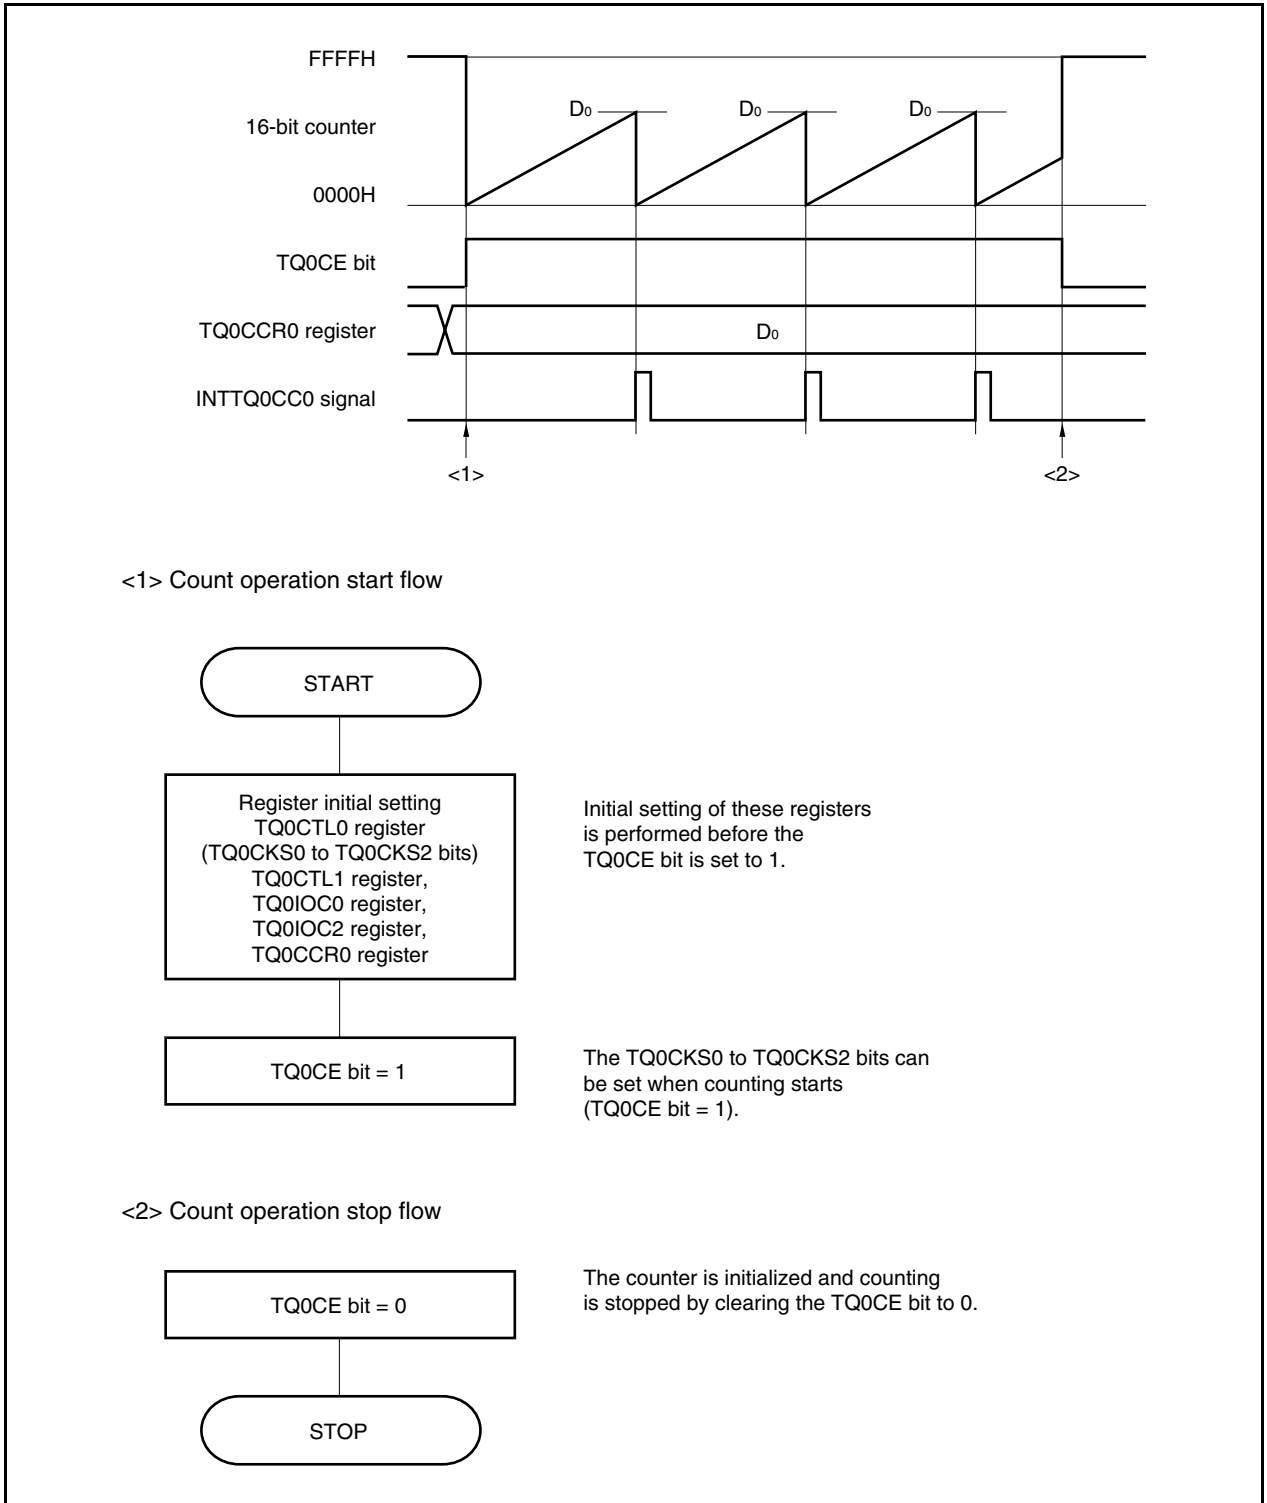 FFFFH
D0 D0 D0
16-bit counter
0000H
TQ0CE bit
TQ0CCR0 register
D0
INTTQ0CC0 signal
<1> <2>
<1> Count operation start flow
START
Register initial setting
TQ0CTL0 register
(TQ0CKS0 to TQ0CKS2 bits)
TQ0CTL1 register,
TQ0IOC0 register,
TQ0IOC2 register,
TQ0CCR0 register
Initial setting of these registers
is performed before the
TQ0CE bit is set to 1.
TQ0CE bit = 1
The TQ0CKS0 to TQ0CKS2 bits can
be set when counting starts
(TQ0CE bit = 1).
<2> Count operation stop flow
TQ0CE bit = 0
The counter is initialized and counting
is stopped by clearing the TQ0CE bit to 0.
STOP